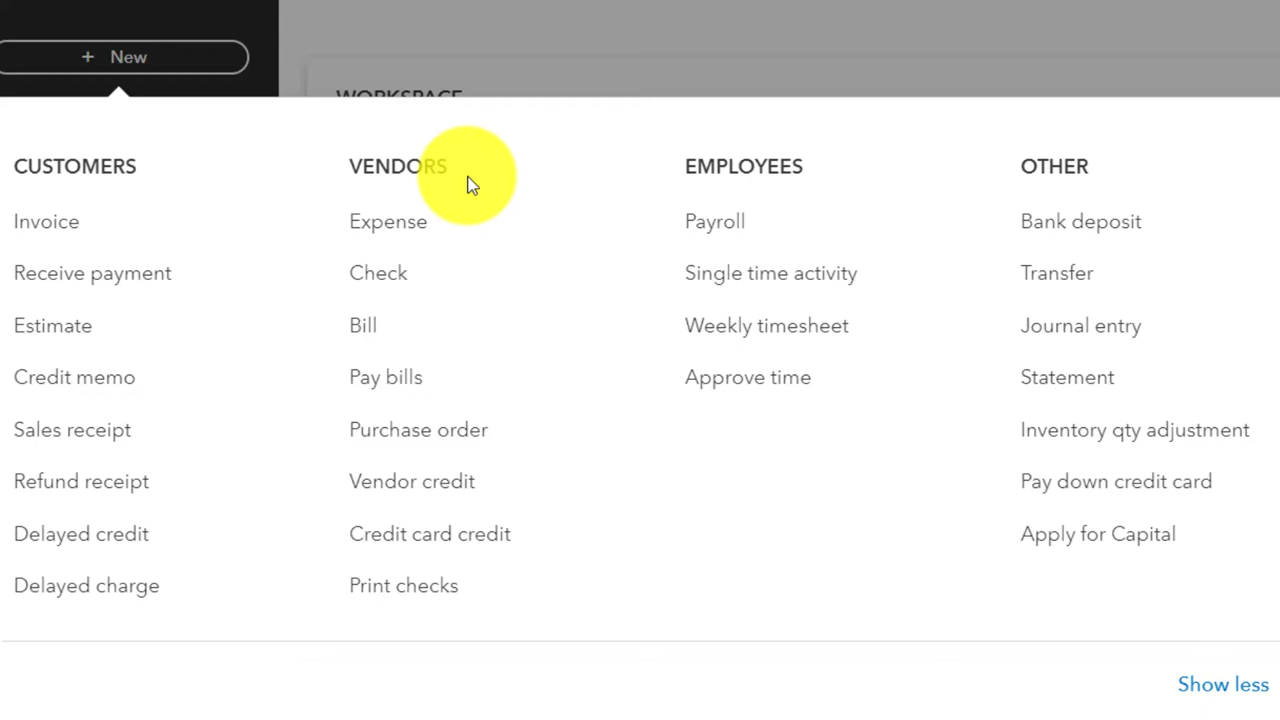 + New
WORKSPACE
CUSTOMERS
Invoice
Receive payment
Estimate
Credit memo
Sales receipt
Refund receipt
Delayed credit
Delayed charge
VENDORS
Expense
Check
Bill
Pay bills
Purchase order
Vendor credit
Credit card credit
Print checks
EMPLOYEES
Payroll
Single time activity
Weekly timesheet
Approve time
OTHER
Bank deposit
Transfer
Journal entry
Statement
Inventory qty adjustment
Pay down credit card
Apply for Capital
Show less